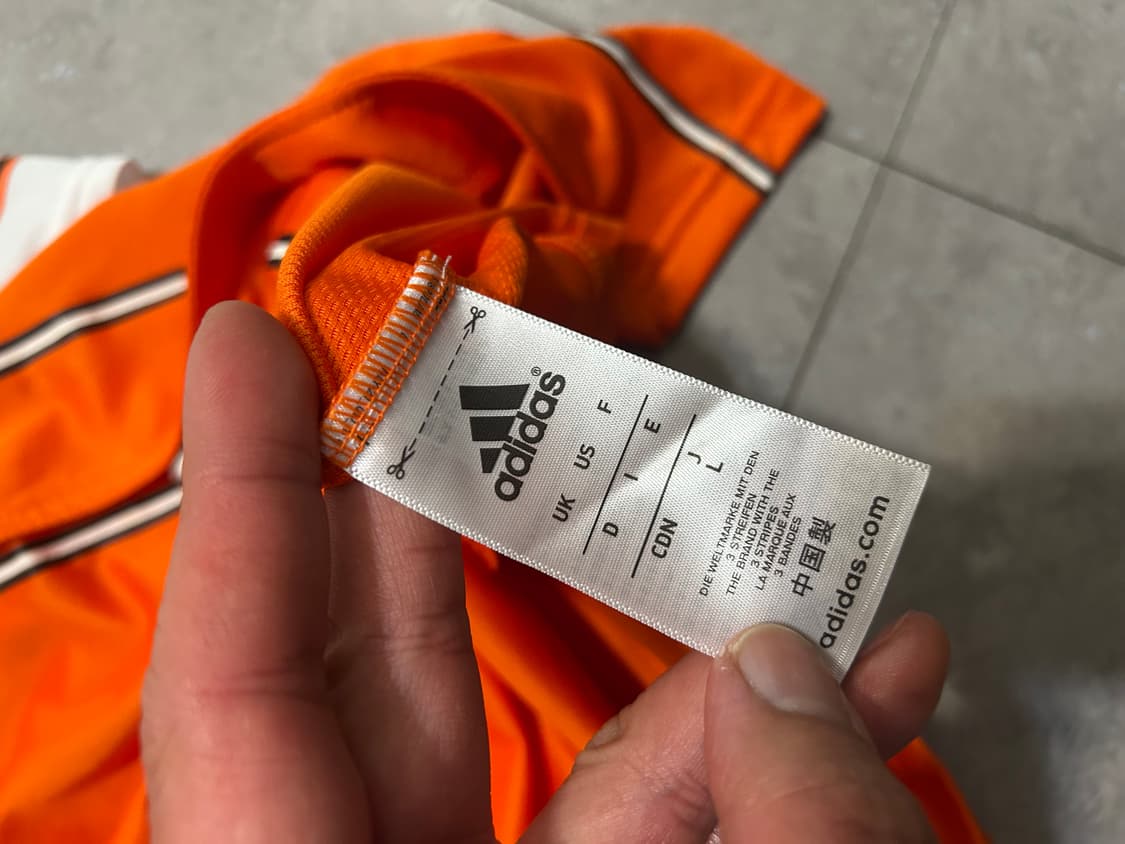 adidas®
UK US F
D I E
CDN J
L
DIE WELTMARKE MIT DEN
3 STREIFEN
THE BRAND WITH THE
3 STRIPES
LA MARQUE AUX
3 BANDES
中国製
adidas.com